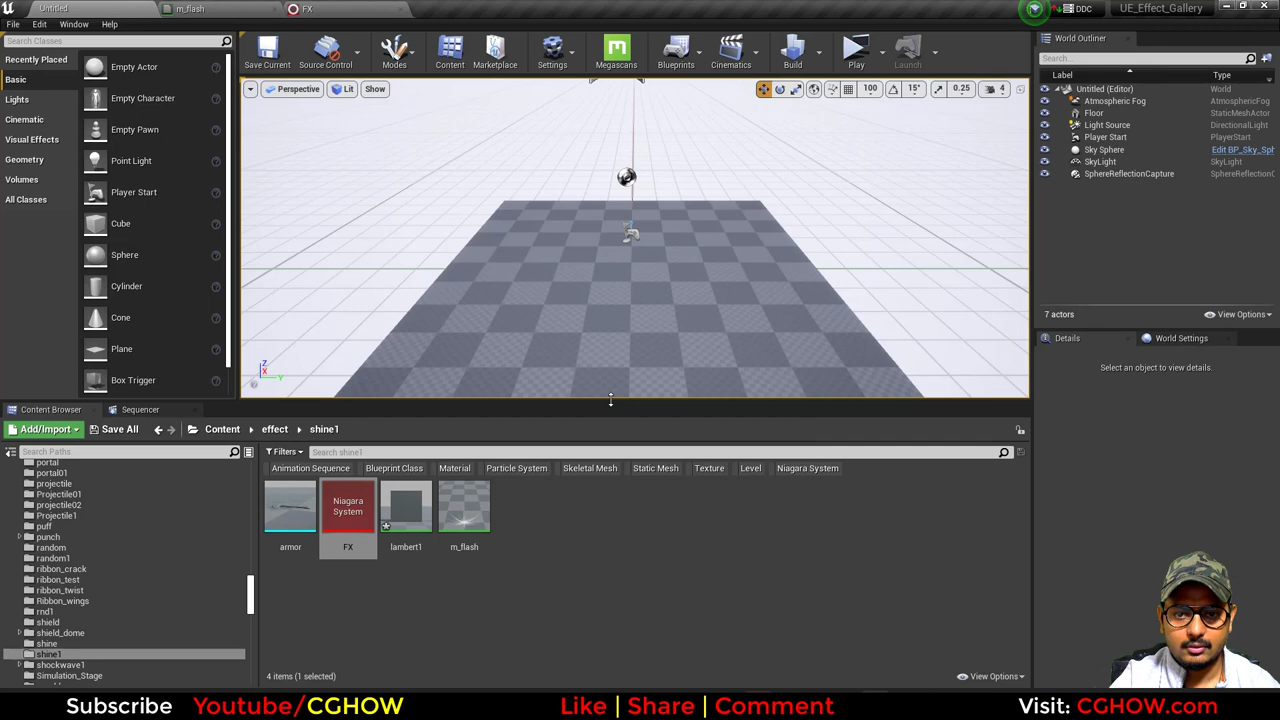 Untitled
m_flash
FX
DDC
UE_Effect_Gallery
File Edit Window Help
Search Classes
Recently Placed
Basic
Lights
Cinematic
Visual Effects
Geometry
Volumes
All Classes
Empty Actor
Empty Character
Empty Pawn
Point Light
Player Start
Cube
Sphere
Cylinder
Cone
Plane
Box Trigger
Save Current
Source Control
Modes
Content
Marketplace
Settings
Megascans
Blueprints
Cinematics
Build
Play
Launch
Perspective
Lit
Show
100
15°
0.25
4
Z
X
Y
World Outliner
Search...
Label Type
Untitled (Editor) World
Atmospheric Fog AtmosphericFog
Floor StaticMeshActor
Light Source DirectionalLight
Player Start PlayerStart
Sky Sphere Edit BP_Sky_Sph
SkyLight SkyLight
SphereReflectionCapture SphereReflectionC
7 actors
View Options
Details
World Settings
Select an object to view details.
Content Browser
Sequencer
Add/Import
Save All
Content
effect
shine1
Search Paths
Filters
Search shine1
Animation Sequence
Blueprint Class
Material
Particle System
Skeletal Mesh
Static Mesh
Texture
Level
Niagara System
portal
portal01
projectile
Projectile01
projectile02
Projectile1
puff
punch
random
random1
ribbon_crack
ribbon_test
ribbon_twist
Ribbon_wings
rnd1
shield
shield_dome
shine
shine1
shockwave1
Simulation_Stage
Niagara
System
armor
FX
lambert1
m_flash
4 items (1 selected)
View Options
Subscribe Youtube/CGHOW Like | Share | Comment Visit: CGHOW.com